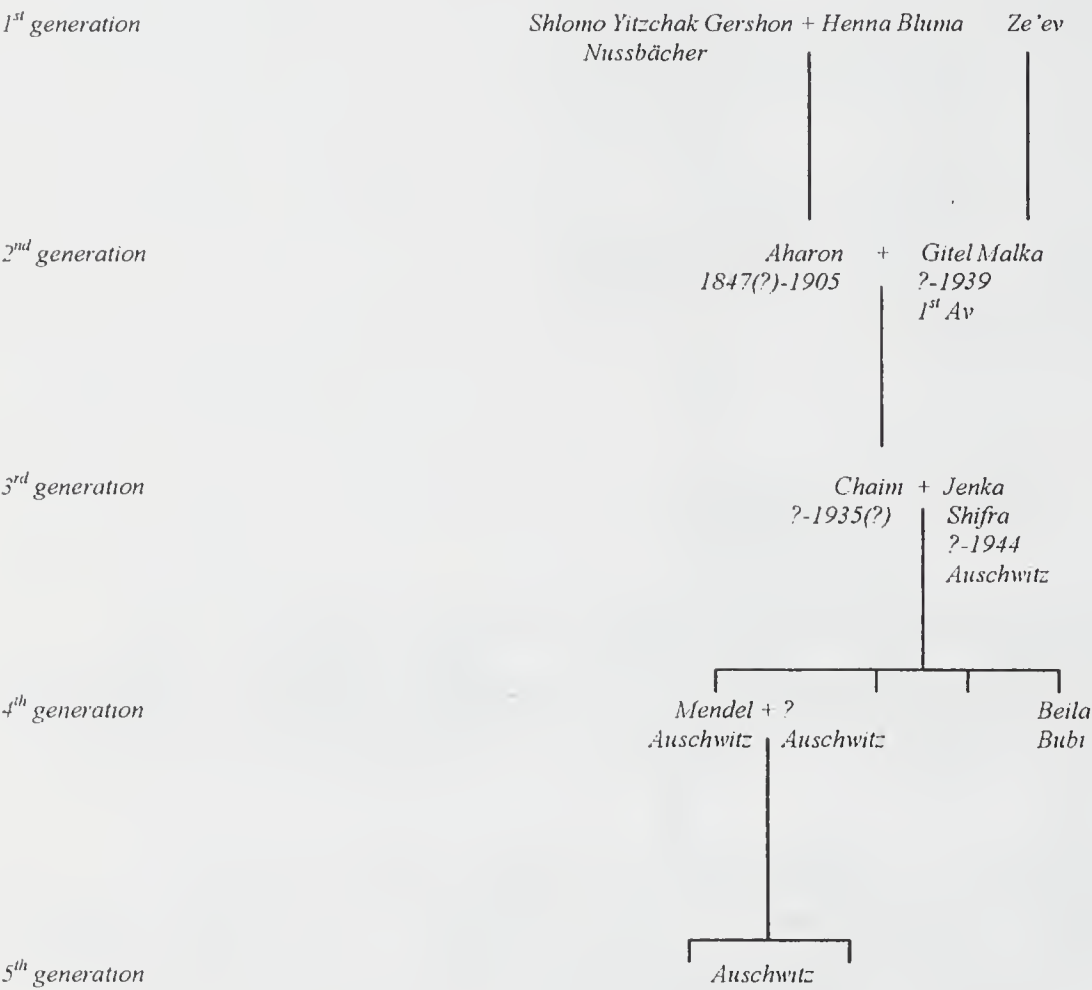 1st generation Shlomo Yitzchak Gershon + Henna Bluma Ze'ev
Nussbächer
2nd generation Aharon + Gitel Malka
1847(?)-1905 ?-1939
1st Av
3rd generation Chaim + Jenka
?-1935(?) Shifra
?-1944
Auschwitz
4th generation Mendel + ? Beila
Auschwitz Auschwitz Bubi
5th generation Auschwitz